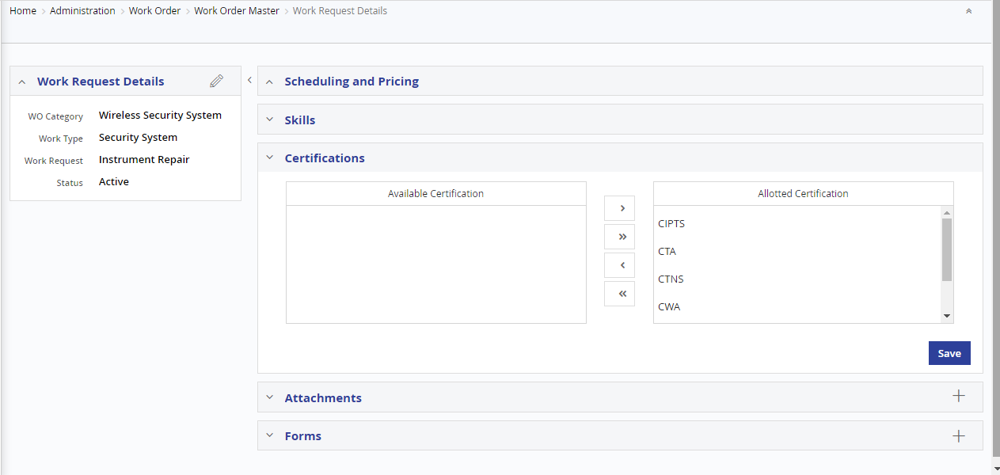 Home > Administration > Work Order > Work Order Master > Work Request Details
Work Request Details
WO Category Wireless Security System
Work Type Security System
Work Request Instrument Repair
Status Active
Scheduling and Pricing
Skills
Certifications
Available Certification
Allotted Certification
CIPTS
CTA
CTNS
CWA
Save
Attachments
Forms